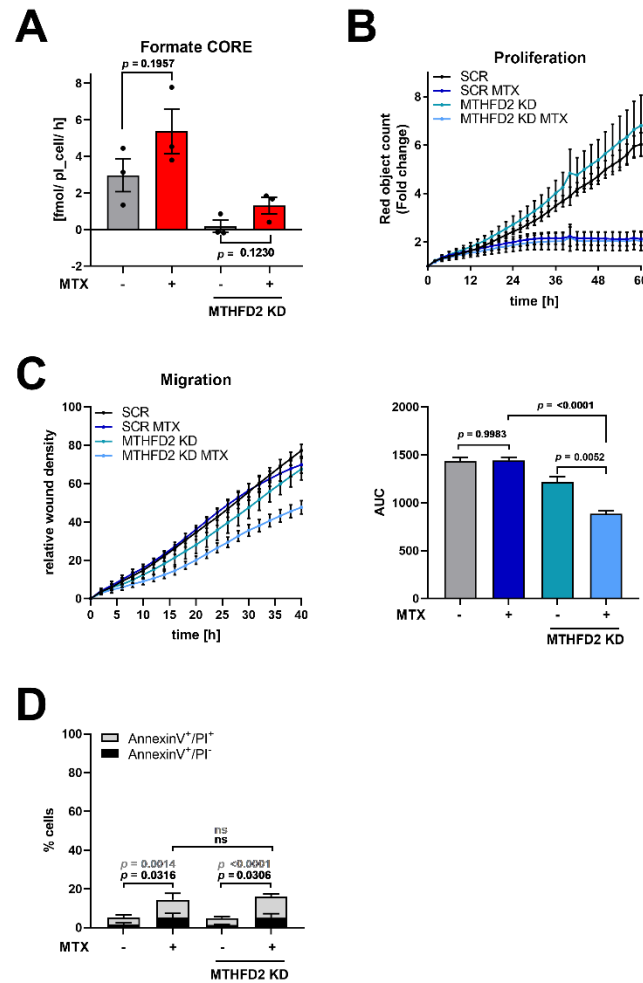 A
Formate CORE
p = 0.1957
8
6
4
2
0
-2
[fmol/ pl_cell/ h]
p = 0.1230
MTX - + - +
MTHFD2 KD
B
Proliferation
SCR
SCR MTX
MTHFD2 KD
MTHFD2 KD MTX
8
6
4
2
Red object count
(Fold change)
0 12 24 36 48 60
time [h]
C
Migration
SCR
SCR MTX
MTHFD2 KD
MTHFD2 KD MTX
100
80
60
40
20
0
relative wound density
0 5 10 15 20 25 30 35 40
time [h]
2000
1500
1000
500
0
AUC
p = <0.0001
p = 0.9983
p = 0.0052
MTX - + - +
MTHFD2 KD
D
AnnexinV+/PI+
AnnexinV+/PI-
100
80
60
40
20
0
% cells
ns
ns
p = 0.0014 p <0.0001
p = 0.0316 p = 0.0306
MTX - + - +
MTHFD2 KD